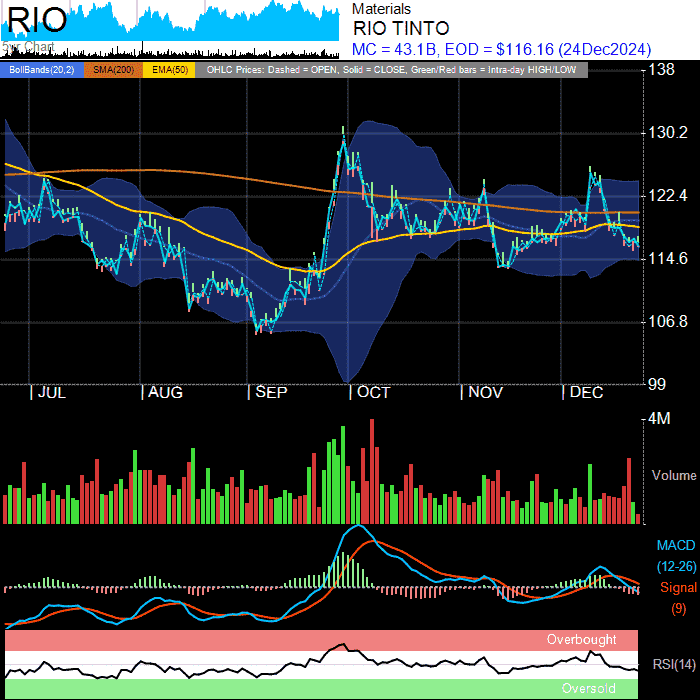 RIO
5yr Chart
Materials
RIO TINTO
MC = 43.1B, EOD = $116.16 (24Dec2024)
BollBands(20,2) SMA(200) EMA(50) OHLC Prices: Dashed = OPEN, Solid = CLOSE, Green/Red bars = Intra-day HIGH/LOW
138
130.2
122.4
114.6
106.8
99
| JUL | AUG | SEP | OCT | NOV | DEC
4M
Volume
MACD
(12-26)
Signal
(9)
Overbought
RSI(14)
Oversold